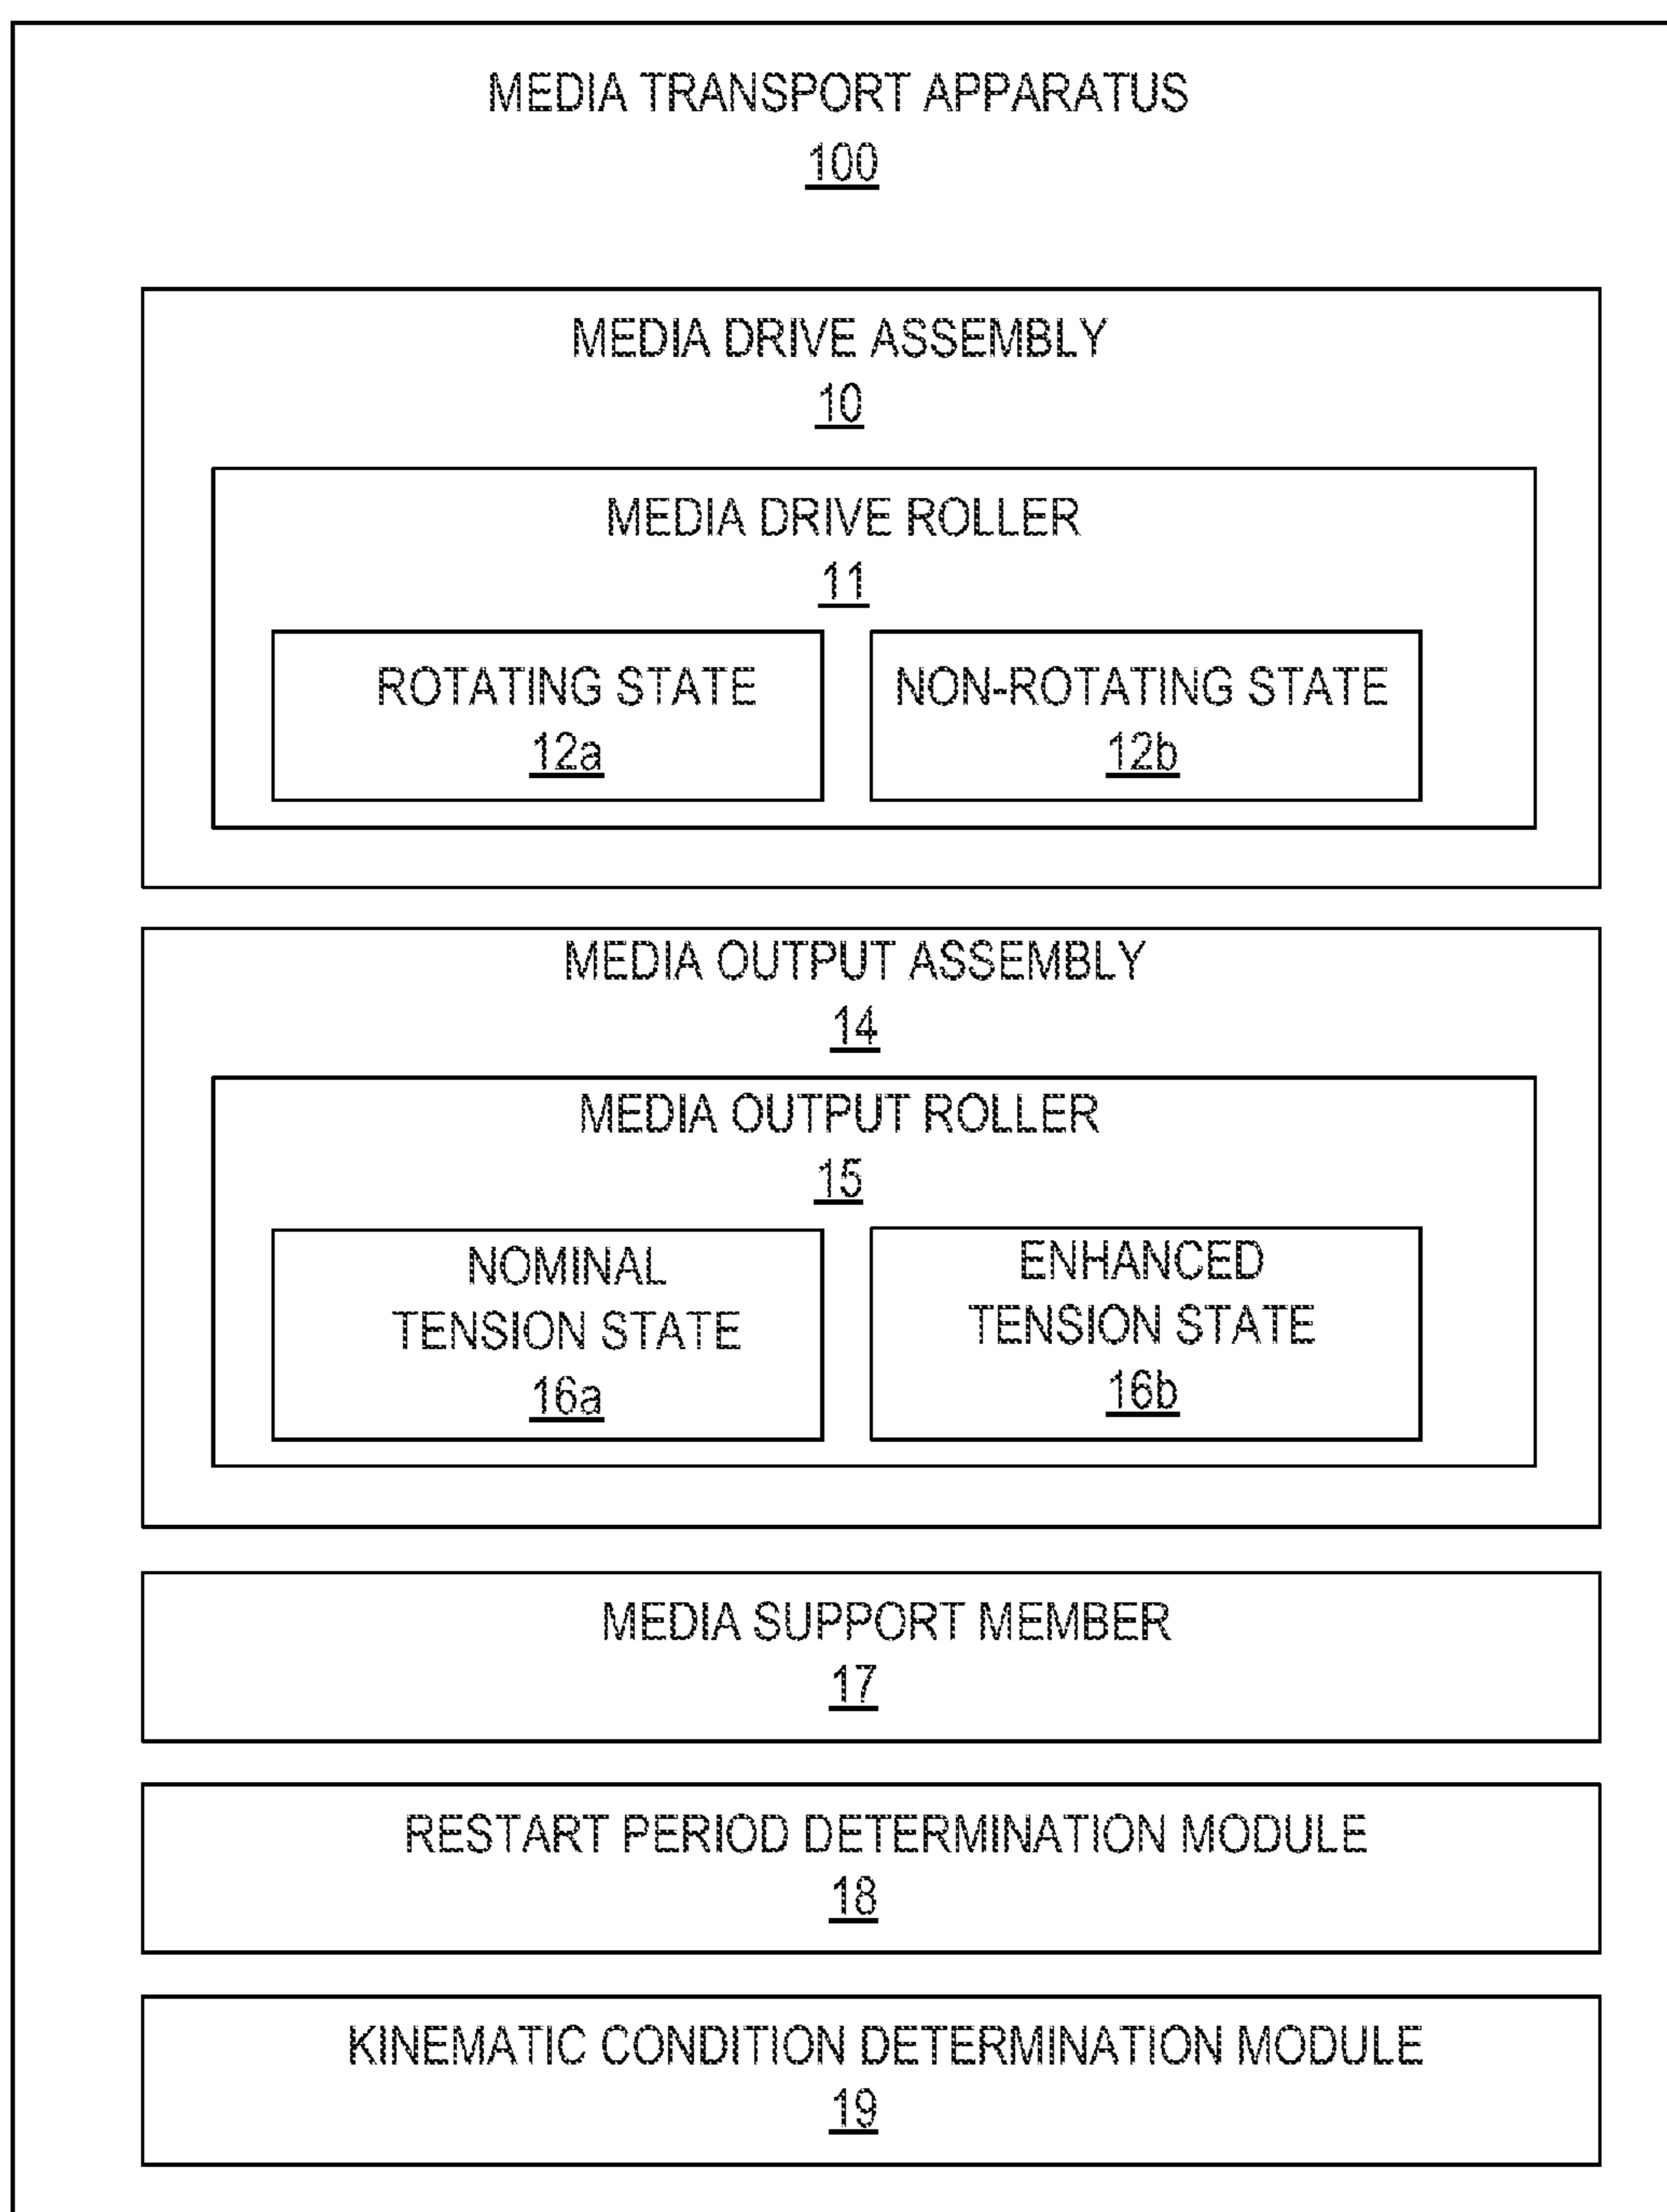 MEDIA TRANSPORT APPARATUS
100
MEDIA DRIVE ASSEMBLY
10
MEDIA DRIVE ROLLER
11
ROTATING STATE
12a
NON-ROTATING STATE
12b
MEDIA OUTPUT ASSEMBLY
14
MEDIA OUTPUT ROLLER
15
NOMINAL
TENSION STATE
16a
ENHANCED
TENSION STATE
16b
MEDIA SUPPORT MEMBER
17
RESTART PERIOD DETERMINATION MODULE
18
KINEMATIC CONDITION DETERMINATION MODULE
19